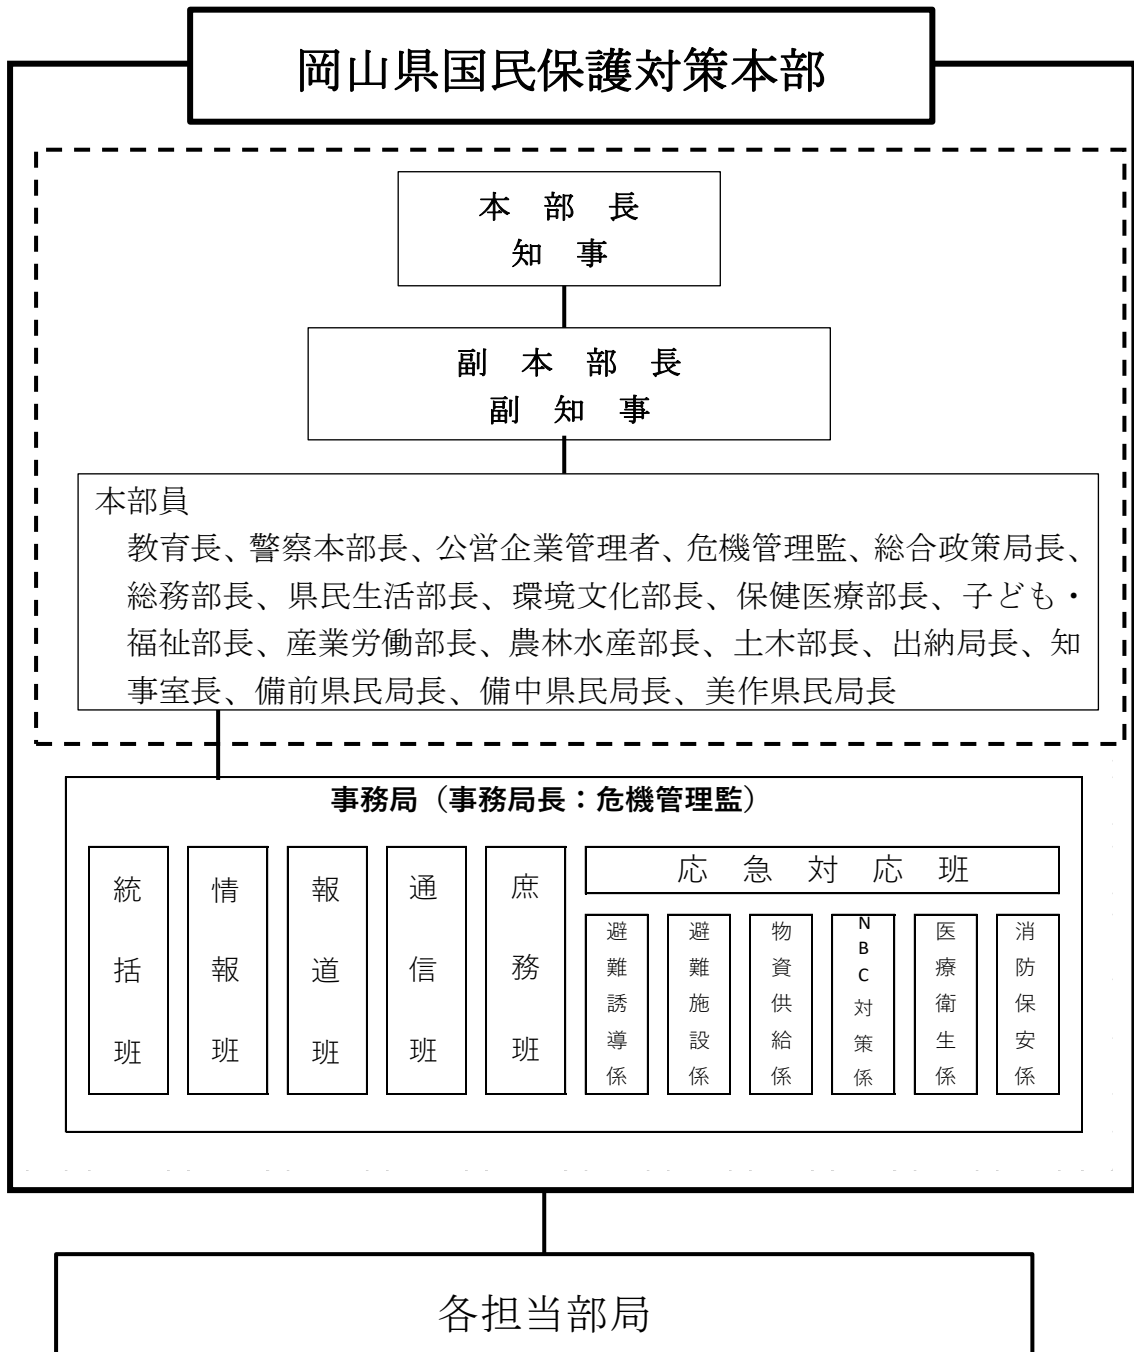 岡山県国民保護対策本部
本部長
知事
副本部長
副知事
本部員
教育長、警察本部長、公営企業管理者、危機管理監、総合政策局長、
総務部長、県民生活部長、環境文化部長、保健医療部長、子ども・
福祉部長、産業労働部長、農林水産部長、土木部長、出納局長、知
事室長、備前県民局長、備中県民局長、美作県民局長
事務局（事務局長：危機管理監）
統括班
情報班
報道班
通信班
庶務班
応急対応班
避難誘導係
避難施設係
物資供給係
NBC対策係
医療衛生係
消防保安係
各担当部局